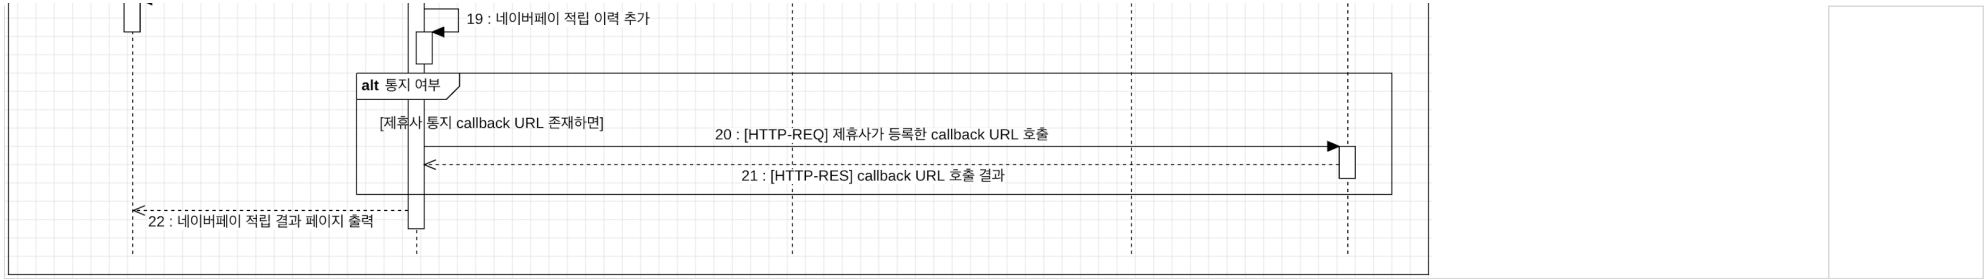 19 : 네이버페이 적립 이력 추가
alt 통지 여부
[제휴사 통지 callback URL 존재하면]
20 : [HTTP-REQ] 제휴사가 등록한 callback URL 호출
21 : [HTTP-RES] callback URL 호출 결과
22 : 네이버페이 적립 결과 페이지 출력